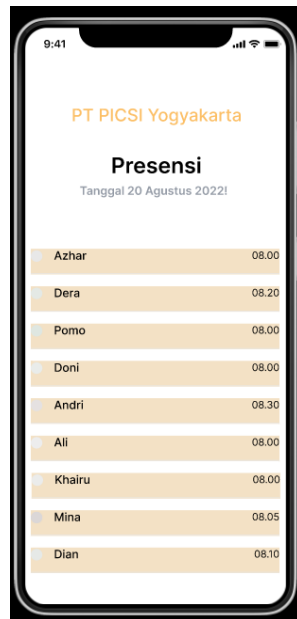 9:41
PT PICSI Yogyakarta
Presensi
Tanggal 20 Agustus 2022!
Azhar 08.00
Dera 08.20
Pomo 08.00
Doni 08.00
Andri 08.30
Ali 08.00
Khairu 08.00
Mina 08.05
Dian 08.10